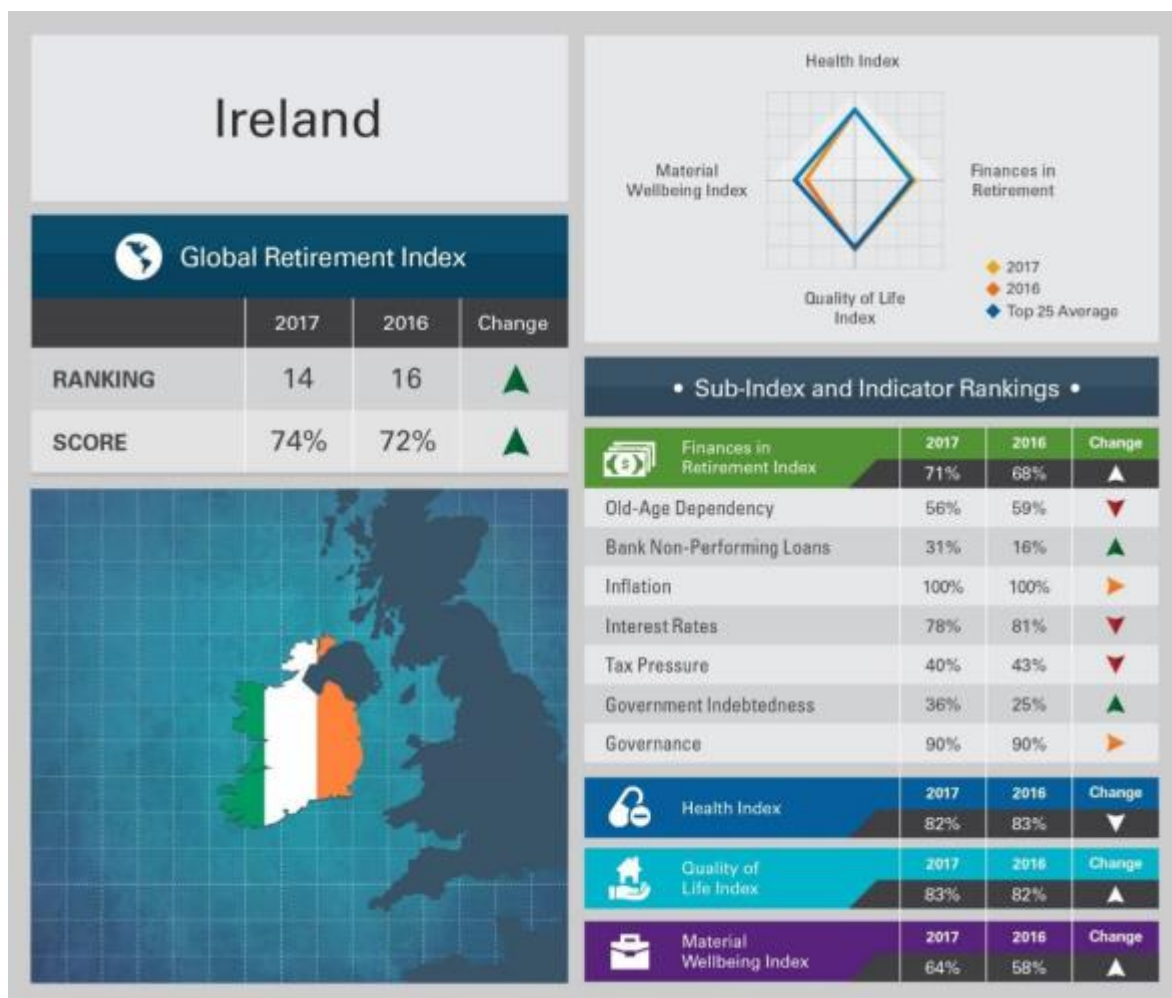 Ireland
Global Retirement Index
2017 2016 Change
RANKING 14 16
SCORE 74% 72%
Health Index
Material
Wellbeing Index
Finances in
Retirement
Quality of Life
Index
2017
2016
Top 25 Average
• Sub-Index and Indicator Rankings •
Finances in
Retirement Index
2017 2016 Change
71% 68%
Old-Age Dependency 56% 59%
Bank Non-Performing Loans 31% 16%
Inflation 100% 100%
Interest Rates 78% 81%
Tax Pressure 40% 43%
Government Indebtedness 36% 25%
Governance 90% 90%
Health Index
2017 2016 Change
82% 83%
Quality of
Life Index
2017 2016 Change
83% 82%
Material
Wellbeing Index
2017 2016 Change
64% 58%